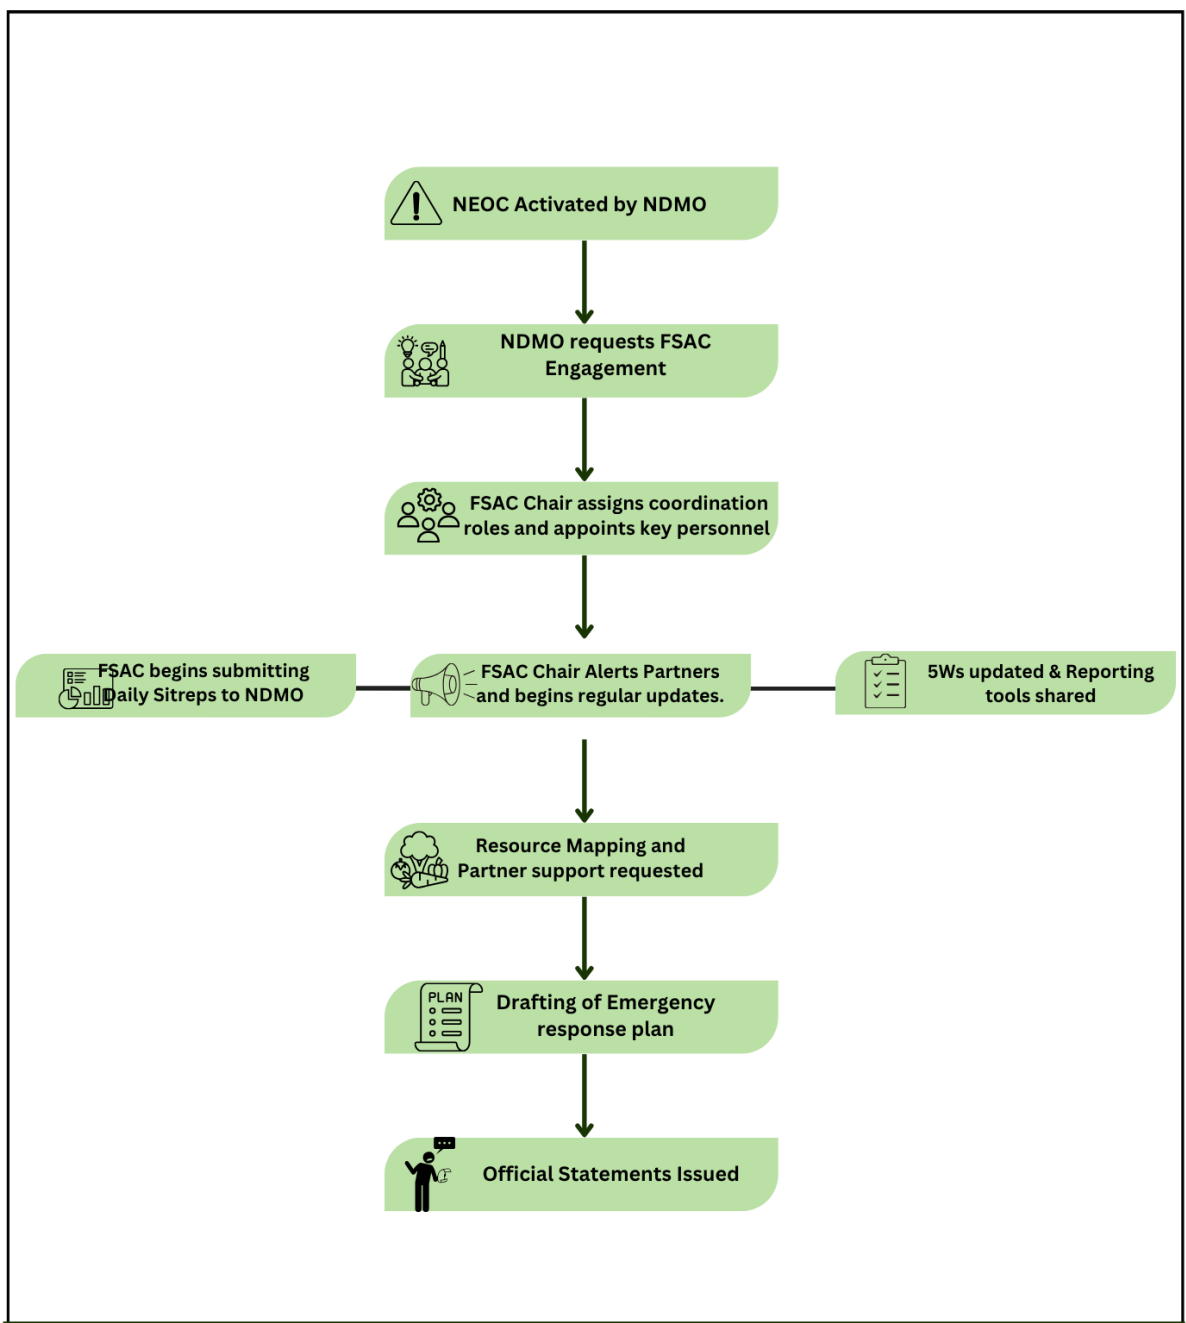 NEOC Activated by NDMO
NDMO requests FSAC
Engagement
FSAC Chair assigns coordination
roles and appoints key personnel
FSAC begins submitting
Daily Sitreps to NDMO
FSAC Chair Alerts Partners
and begins regular updates.
5Ws updated & Reporting
tools shared
Resource Mapping and
Partner support requested
PLAN
Drafting of Emergency
response plan
Official Statements Issued